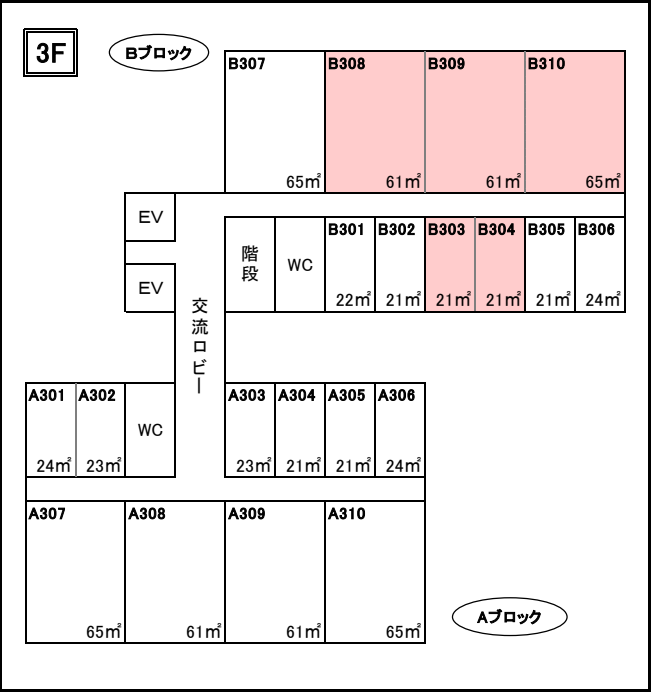 3F
Bブロック
B307 B308 B309 B310
65㎡ 61㎡ 61㎡ 65㎡
EV
階段
WC
B301 B302 B303 B304 B305 B306
22㎡ 21㎡ 21㎡ 21㎡ 21㎡ 24㎡
EV
交流ロビー
A301 A302
WC
A303 A304 A305 A306
24㎡ 23㎡ 23㎡ 21㎡ 21㎡ 24㎡
A307 A308 A309 A310
65㎡ 61㎡ 61㎡ 65㎡
Aブロック